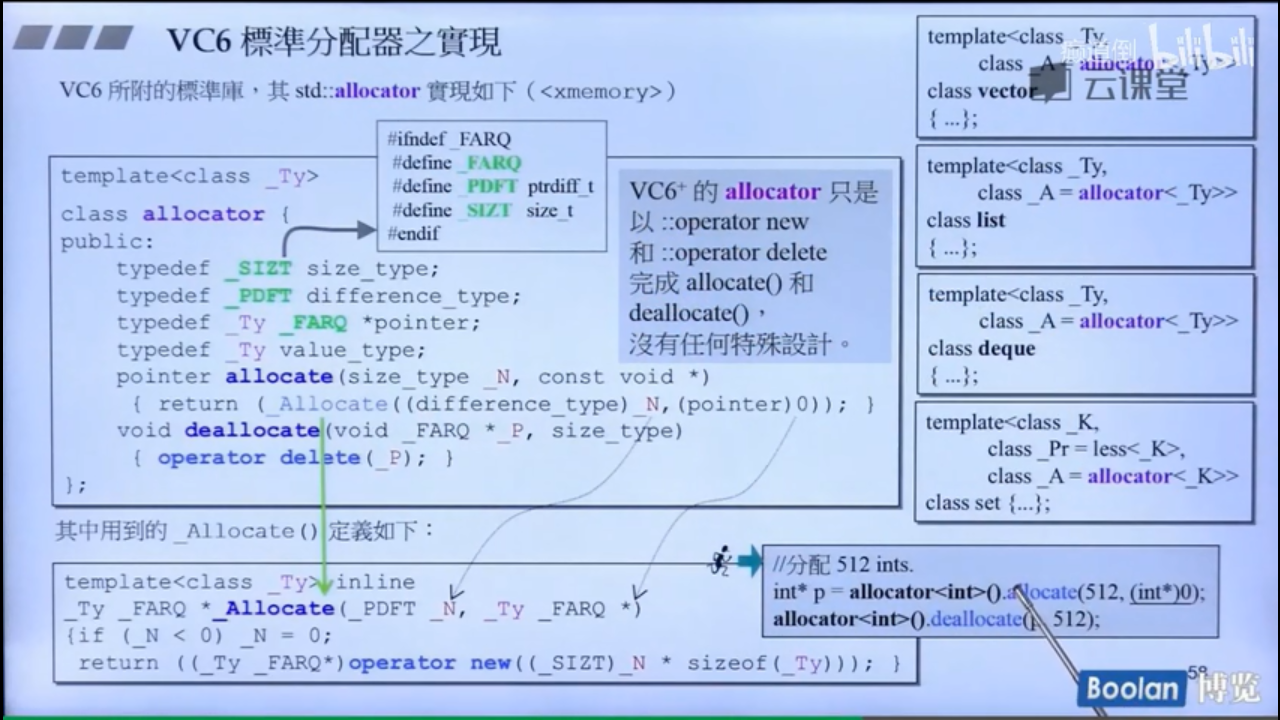 VC6 標準分配器之實現
VC6 所附的標準庫，其 std::allocator 實現如下（<xmemory>）
#ifndef _FARQ
#define _FARQ
#define _PDFT ptrdiff_t
#define _SIZT size_t
#endif
template<class _Ty>
class allocator {
public:
typedef _SIZT size_type;
typedef _PDFT difference_type;
typedef _Ty _FARQ *pointer;
typedef _Ty value_type;
pointer allocate(size_type _N, const void *)
{ return (_Allocate((difference_type)_N,(pointer)0)); }
void deallocate(void _FARQ *_P, size_type)
{ operator delete(_P); }
};
VC6+ 的 allocator 只是
以 ::operator new
和 ::operator delete
完成 allocate() 和
deallocate()，
沒有任何特殊設計。
其中用到的 _Allocate() 定義如下：
template<class _Ty> inline
_Ty _FARQ *_Allocate(_PDFT _N, _Ty _FARQ *)
{if (_N < 0) _N = 0;
return ((_Ty _FARQ*)operator new((_SIZT)_N * sizeof(_Ty))); }
template<class _Ty,
class _A = allocator<_Ty>>
class vector
{ ...};
template<class _Ty,
class _A = allocator<_Ty>>
class list
{ ...};
template<class _Ty,
class _A = allocator<_Ty>>
class deque
{ ...};
template<class _K,
class _Pr = less<_K>,
class _A = allocator<_K>>
class set {...};
//分配 512 ints.
int* p = allocator<int>().allocate(512, (int*)0);
allocator<int>().deallocate(p, 512);
bilibili
云课堂
58
Boolan 博览